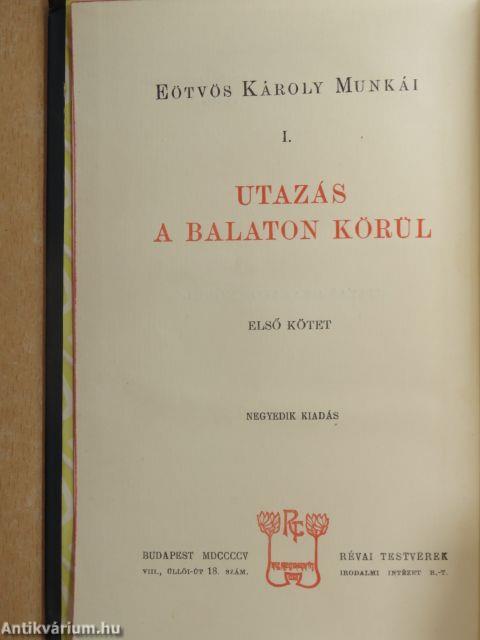 EÖTVÖS KÁROLY MUNKÁI
I.
UTAZÁS
A BALATON KÖRÜL
ELSŐ KÖTET
NEGYEDIK KIADÁS
BUDAPEST MDCCCCV
VIII., ÜLLŐI-ÚT 18. SZÁM.
RÉVAI TESTVÉREK
IRODALMI INTÉZET R.-T.
Antikvárium.hu